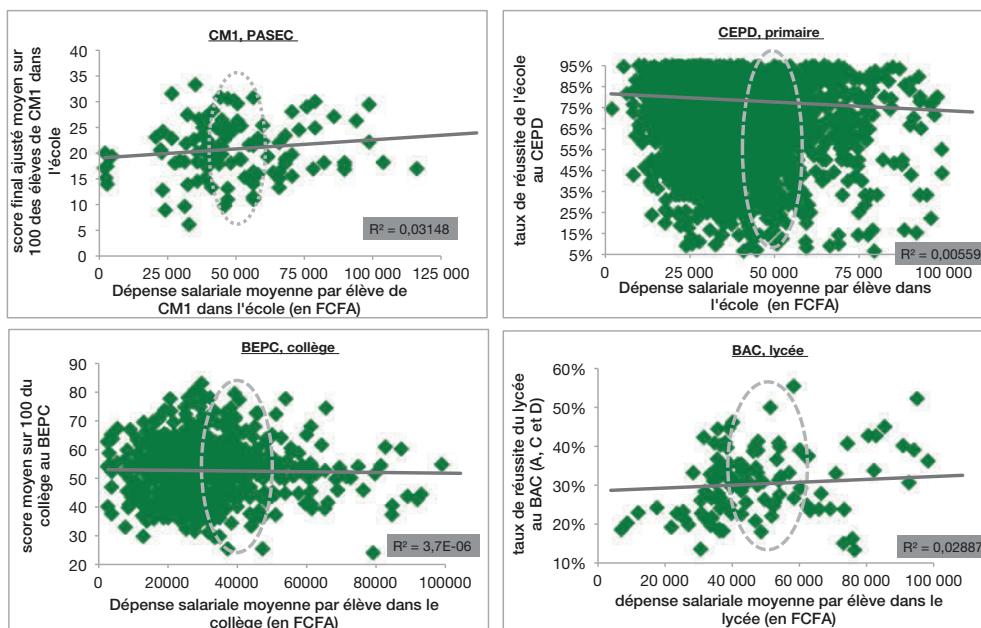 CM1, PASEC
score final ajusté moyen sur
100 des élèves de CM1 dans
l'école
40
35
30
25
20
15
10
5
0
R² = 0,03148
0 25 000 50 000 75 000 100 000 125 000
Dépense salariale moyenne par élève de
CM1 dans l'école (en FCFA)
CEPD, primaire
taux de réussite de l'école
au CEPD
95%
85%
75%
65%
55%
45%
35%
25%
15%
5%
R² = 0,00559
0 25 000 50 000 75 000 100 000
Dépense salariale moyenne par élève dans
l'école (en FCFA)
BEPC, collège
score moyen sur 100 du
collège au BEPC
90
80
70
60
50
40
30
20
R² = 3,7E-06
0 20000 40000 60000 80000 100 000
Dépense salariale moyenne par élève dans le
collège (en FCFA)
BAC, lycée
taux de réussite du lycée
au BAC (A, C et D)
60%
50%
40%
30%
20%
10%
R² = 0,02887
0 20 000 40 000 60 000 80 000 100 000
dépense salariale moyenne par élève dans le
lycée (en FCFA)